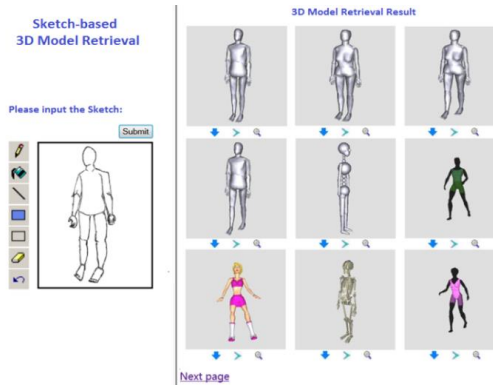 Sketch-based
3D Model Retrieval
Please input the Sketch:
Submit
3D Model Retrieval Result
Next page